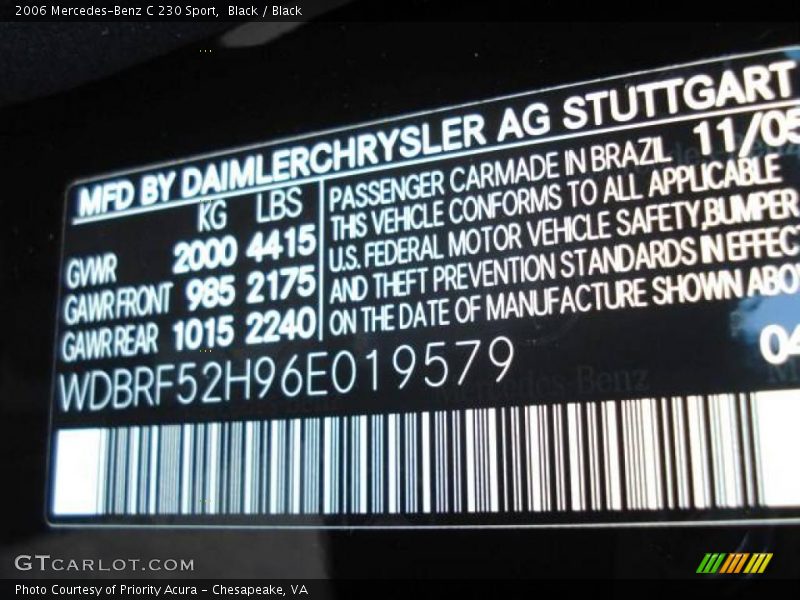 2006 Mercedes-Benz C 230 Sport,  Black / Black
MFD BY DAIMLERCHRYSLER AG STUTTGART
KG LBS
GVWR 2000 4415
GAWR FRONT 985 2175
GAWR REAR 1015 2240
PASSENGER CAR MADE IN BRAZIL 11/05
THIS VEHICLE CONFORMS TO ALL APPLICABLE
U.S. FEDERAL MOTOR VEHICLE SAFETY, BUMPER,
AND THEFT PREVENTION STANDARDS IN EFFECT
ON THE DATE OF MANUFACTURE SHOWN ABO
04
WDBRF52H96E019579
GTCARLOT.COM
Photo Courtesy of Priority Acura - Chesapeake, VA